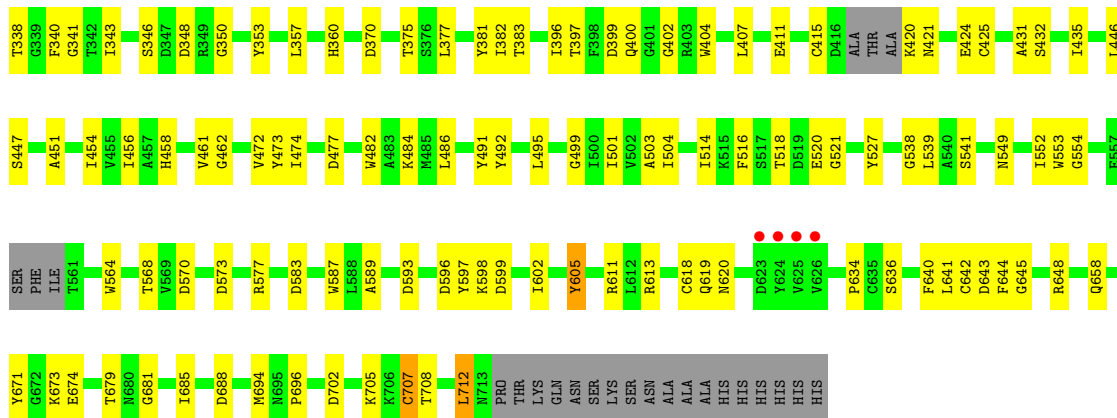 T338 G339 F340 G341 T342 I343 S346 D347 D348 R349 G350 Y353 L357 H360 D370 T375 S376 L377 Y381 I382 T383 I396 T397 F398 D399 Q400 G401 G402 R403 W404 L407 E411 C415 D416 ALA THR ALA K420 N421 E424 C425 A431 S432 I435 L446
S447 A451 I454 V455 I456 A457 H458 V461 G462 V472 Y473 I474 D477 W482 A483 K484 M485 L486 Y491 Y492 L495 G499 I500 I501 V502 A503 I504 I514 K515 F516 S517 T518 D519 E520 G521 Y527 G538 L539 A540 S541 N549 I552 W553 G554 E557
SER PHE ILE T561 W564 T568 V569 D570 D573 R577 D583 W587 L588 A589 D593 D596 Y597 K598 D599 I602 Y605 R611 L612 R613 C618 Q619 N620 D623 Y624 V625 V626 P634 C635 S636 F640 L641 C642 D643 F644 G645 R648 Q658
Y671 G672 K673 E674 T679 N680 G681 I685 D688 M694 N695 P696 D702 K705 K706 C707 T708 L712 N713 PRO THR LYS GLN ASN SER LYS SER ASN ALA ALA ALA HIS HIS HIS HIS HIS HIS